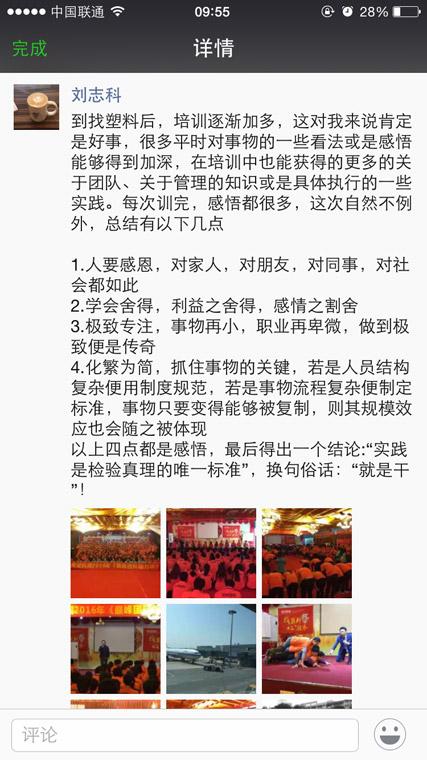 中国联通
09:55
28%
完成
详情
刘志科
到找塑料后，培训逐渐加多，这对我来说肯定
是好事，很多平时对事物的一些看法或是感悟
能够得到加深，在培训中也能获得的更多的关
于团队、关于管理的知识或是具体执行的一些
实践。每次训完，感悟都很多，这次自然不例
外，总结有以下几点
1.人要感恩，对家人，对朋友，对同事，对社
会都如此
2.学会舍得，利益之舍得，感情之割舍
3.极致专注，事物再小，职业再卑微，做到极
致便是传奇
4.化繁为简，抓住事物的关键，若是人员结构
复杂便用制度规范，若是事物流程复杂便制定
标准，事物只要变得能够被复制，则其规模效
应也会随之被体现
以上四点都是感悟，最后得出一个结论:“实践
是检验真理的唯一标准”，换句俗话：“就是干
”！
2016年《巅峰
评论